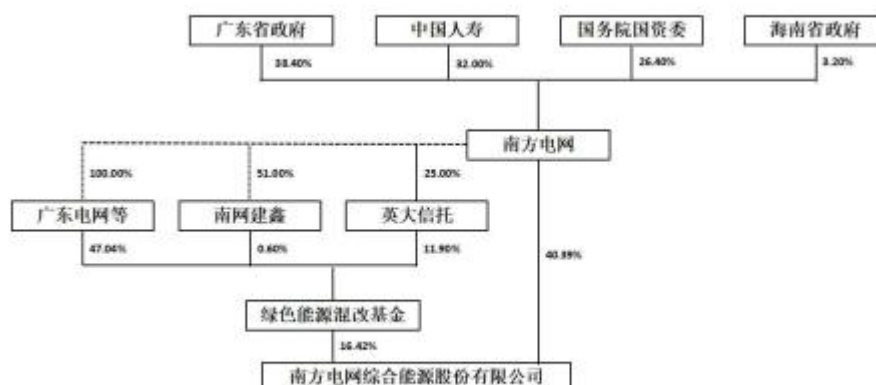 广东省政府 中国人寿 国务院国资委 海南省政府
38.40% 32.00% 26.40% 3.20%
南方电网
100.00% 51.00% 25.00%
广东电网等 南网建鑫 英大信托
47.04% 0.60% 11.90% 40.39%
绿色能源混改基金
16.42%
南方电网综合能源股份有限公司